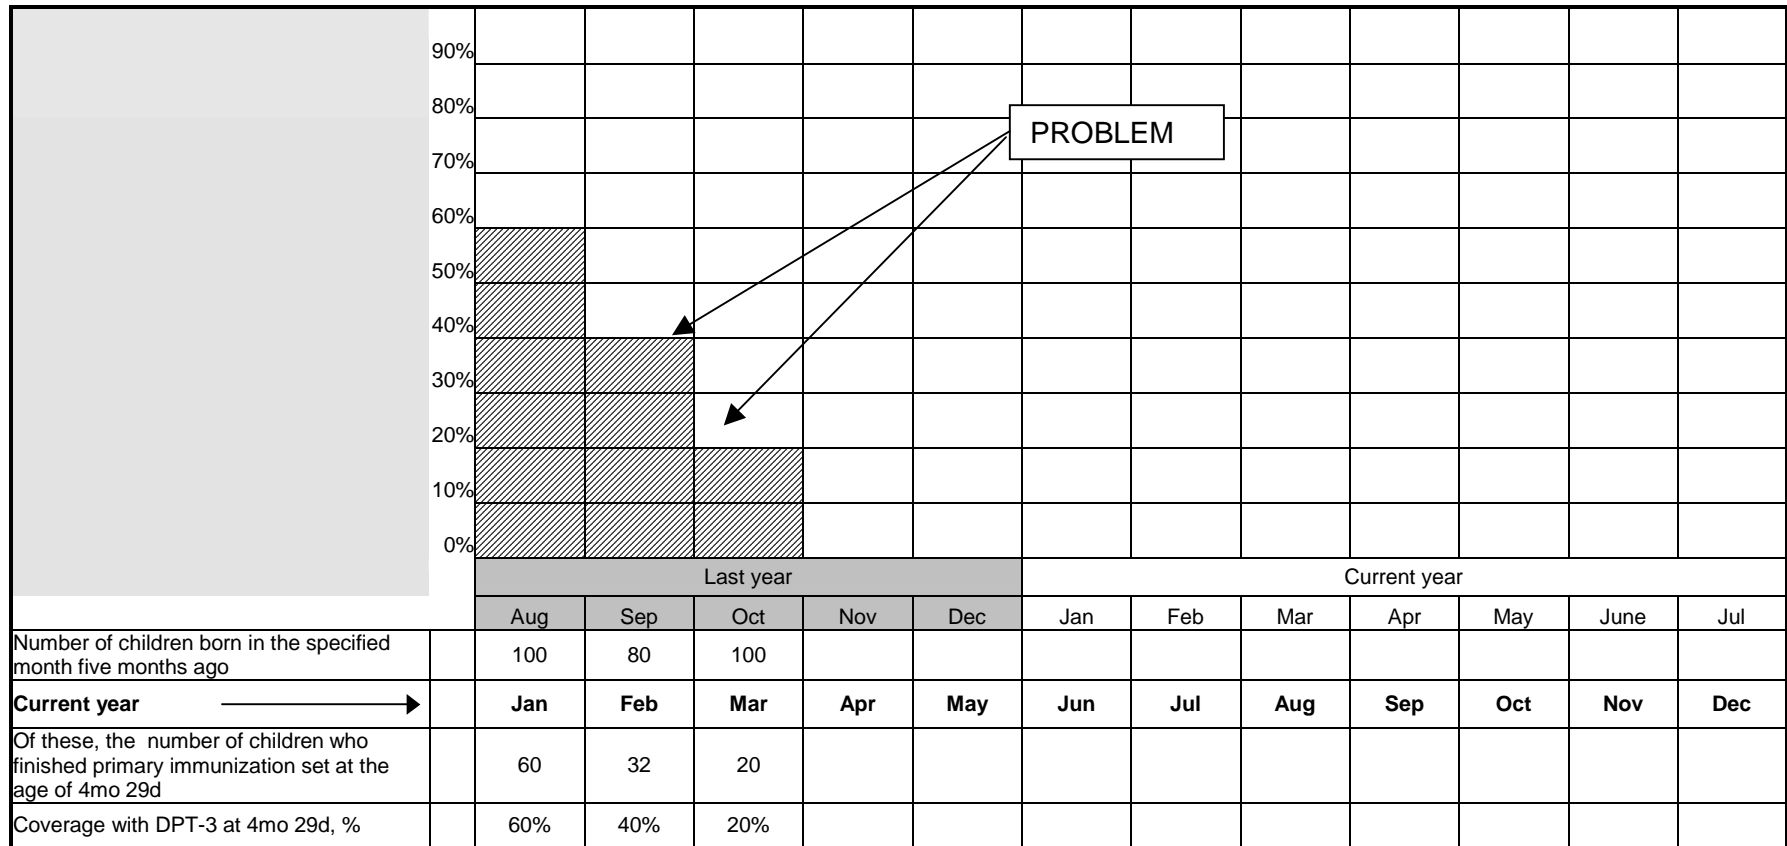 90%
80%
PROBLEM
70%
60%
50%
40%
30%
20%
10%
0%
Last year Current year
Aug Sep Oct Nov Dec Jan Feb Mar Apr May June Jul
Number of children born in the specified
month five months ago
100 80 100
Current year Jan Feb Mar Apr May Jun Jul Aug Sep Oct Nov Dec
Of these, the number of children who
finished primary immunization set at the
age of 4mo 29d
60 32 20
Coverage with DPT-3 at 4mo 29d, % 60% 40% 20%